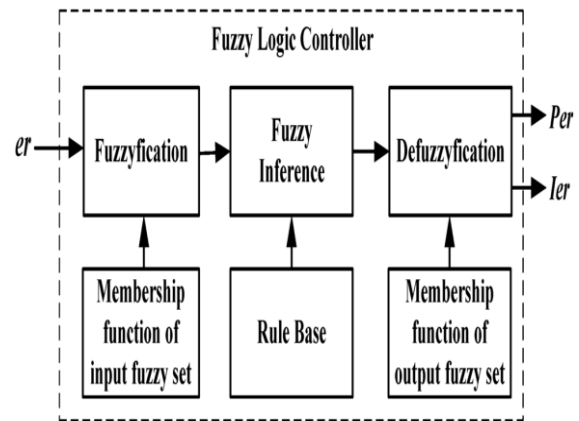 Fuzzy Logic Controller
er
Fuzzyfication
Fuzzy
Inference
Defuzzyfication
Per
Ier
Membership
function of
input fuzzy set
Rule Base
Membership
function of
output fuzzy set